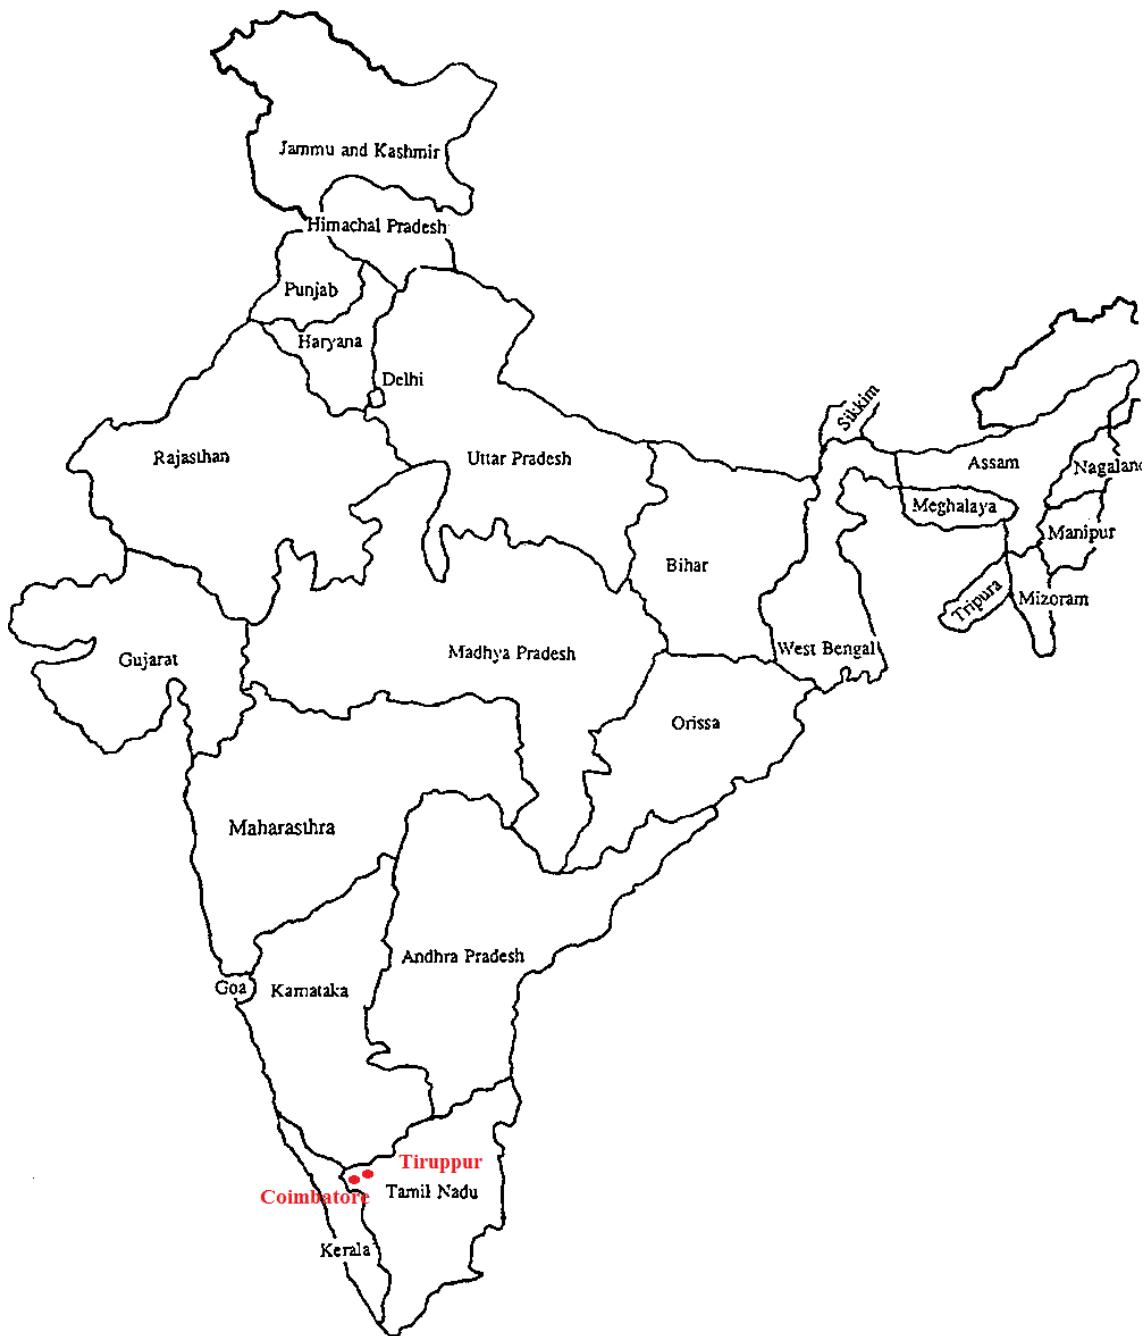 Jammu and Kashmir
Himachal Pradesh
Punjab
Haryana
Delhi
Sikkim
Rajasthan
Uttar Pradesh
Assam
Nagaland
Meghalaya
Manipur
Bihar
Tripura
Mizoram
Gujarat
Madhya Pradesh
West Bengal
Orissa
Maharasthra
Andhra Pradesh
Goa
Karnataka
Tiruppur
Coimbatore
Tamil Nadu
Kerala